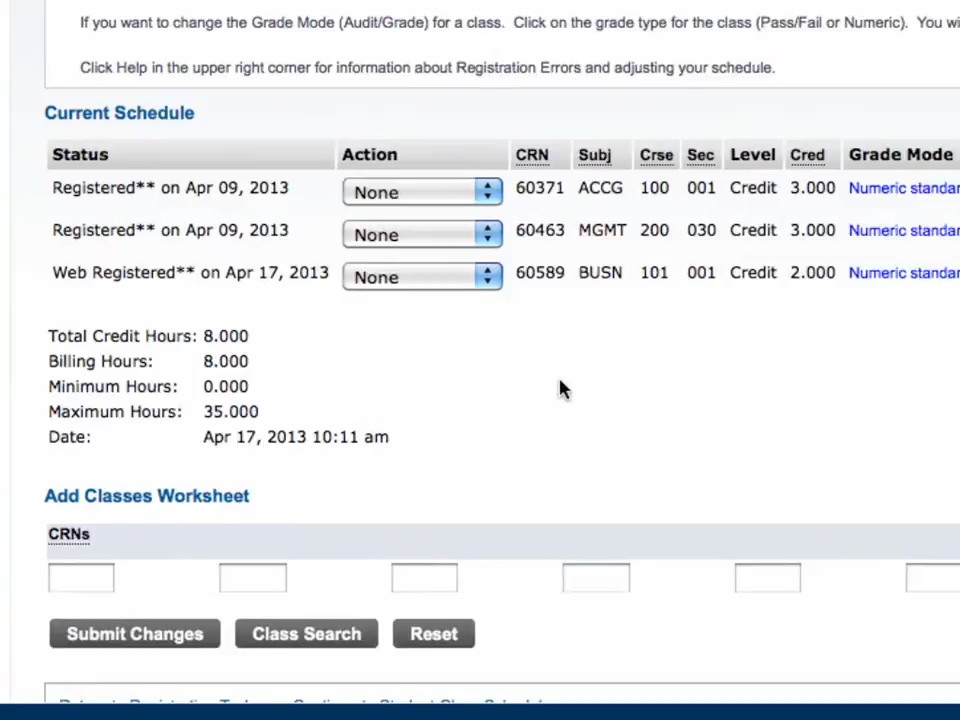 If you want to change the Grade Mode (Audit/Grade) for a class. Click on the grade type for the class (Pass/Fail or Numeric). You wi
Click Help in the upper right corner for information about Registration Errors and adjusting your schedule.
Current Schedule
Status Action CRN Subj Crse Sec Level Cred Grade Mode
Registered** on Apr 09, 2013 None 60371 ACCG 100 001 Credit 3.000 Numeric standar
Registered** on Apr 09, 2013 None 60463 MGMT 200 030 Credit 3.000 Numeric standar
Web Registered** on Apr 17, 2013 None 60589 BUSN 101 001 Credit 2.000 Numeric standar
Total Credit Hours: 8.000
Billing Hours: 8.000
Minimum Hours: 0.000
Maximum Hours: 35.000
Date: Apr 17, 2013 10:11 am
Add Classes Worksheet
CRNs
Submit Changes Class Search Reset